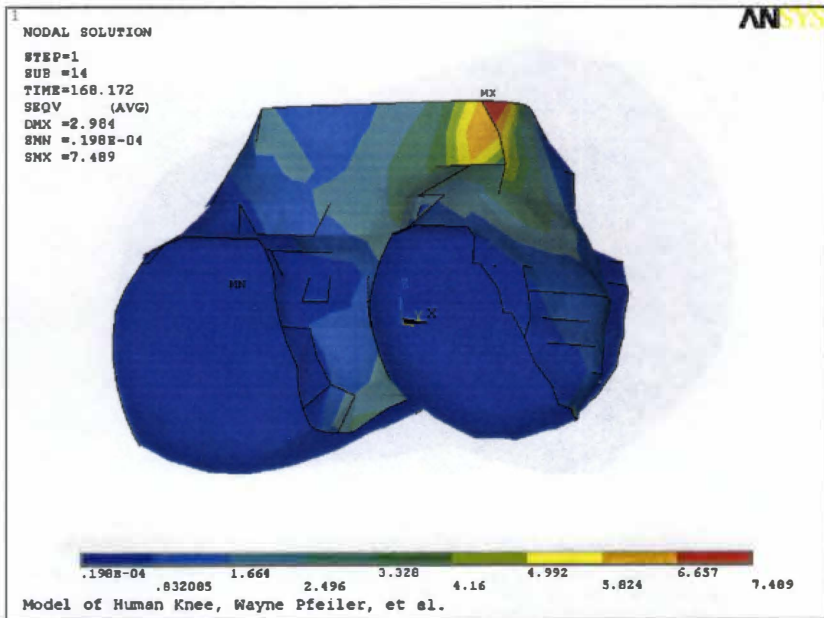 1
ANSYS
NODAL SOLUTION
STEP=1
SUB =14
TIME=168.172
SEQV (AVG)
DMX=2.984
SMN =.198E-04
SMX =7.489
MX
MN
Z
Y
X
.198E-04 1.664 3.328 4.992 6.657
.832085 2.496 4.16 5.824 7.489
Model of Human Knee, Wayne Pfeiler, et al.